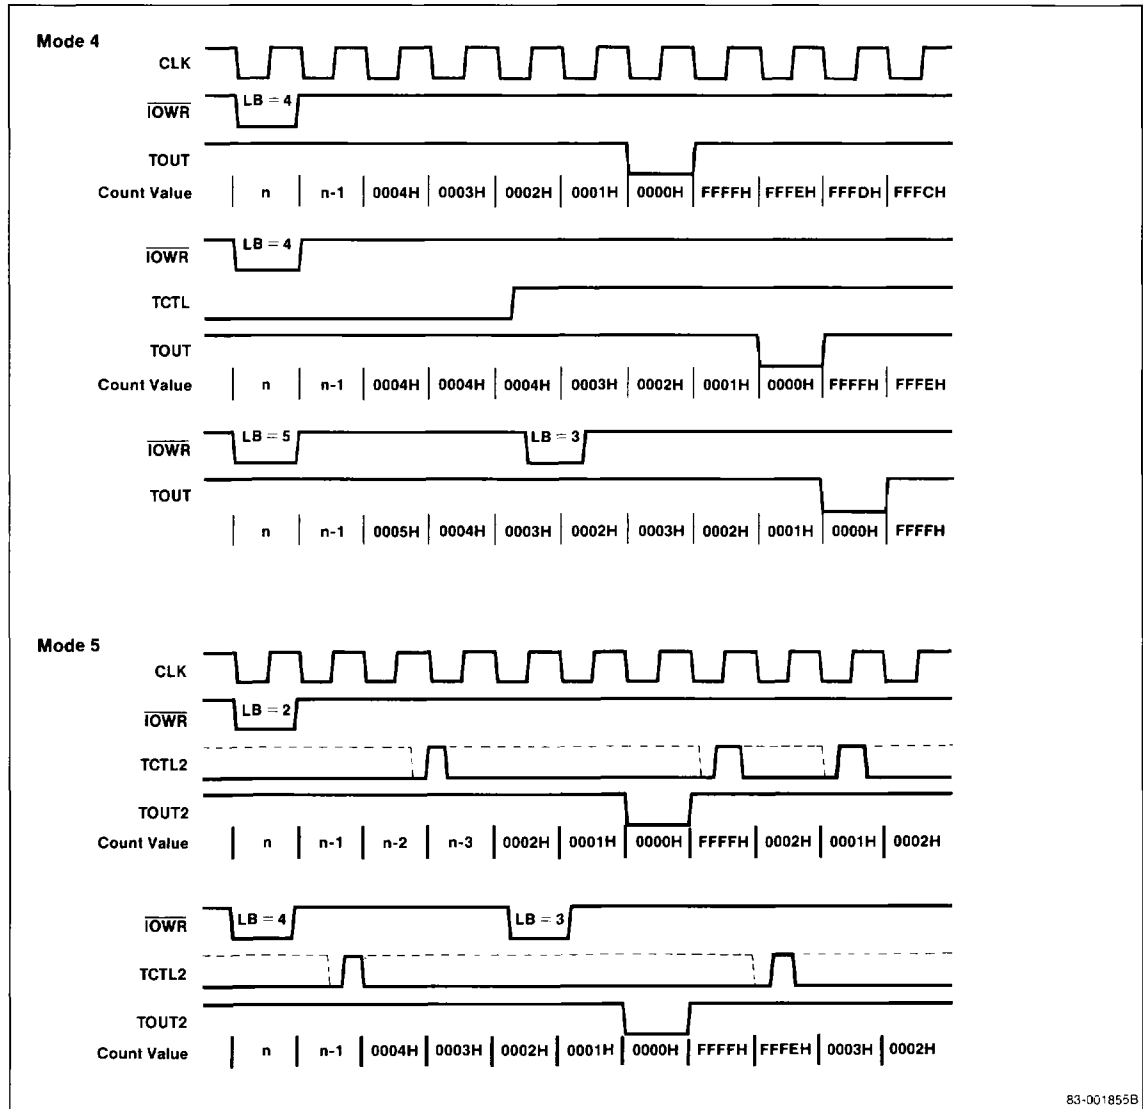 Mode 4
CLK
IOWR LB = 4
TOUT
Count Value n n-1 0004H 0003H 0002H 0001H 0000H FFFFH FFFEH FFFDH FFFCH
IOWR LB = 4
TCTL
TOUT
Count Value n n-1 0004H 0004H 0004H 0003H 0002H 0001H 0000H FFFFH FFFEH
IOWR LB = 5 LB = 3
TOUT
n n-1 0005H 0004H 0003H 0002H 0003H 0002H 0001H 0000H FFFFH
Mode 5
CLK
IOWR LB = 2
TCTL2
TOUT2
Count Value n n-1 n-2 n-3 0002H 0001H 0000H FFFFH 0002H 0001H 0002H
IOWR LB = 4 LB = 3
TCTL2
TOUT2
Count Value n n-1 0004H 0003H 0002H 0001H 0000H FFFFH FFFEH 0003H 0002H
83-001855B